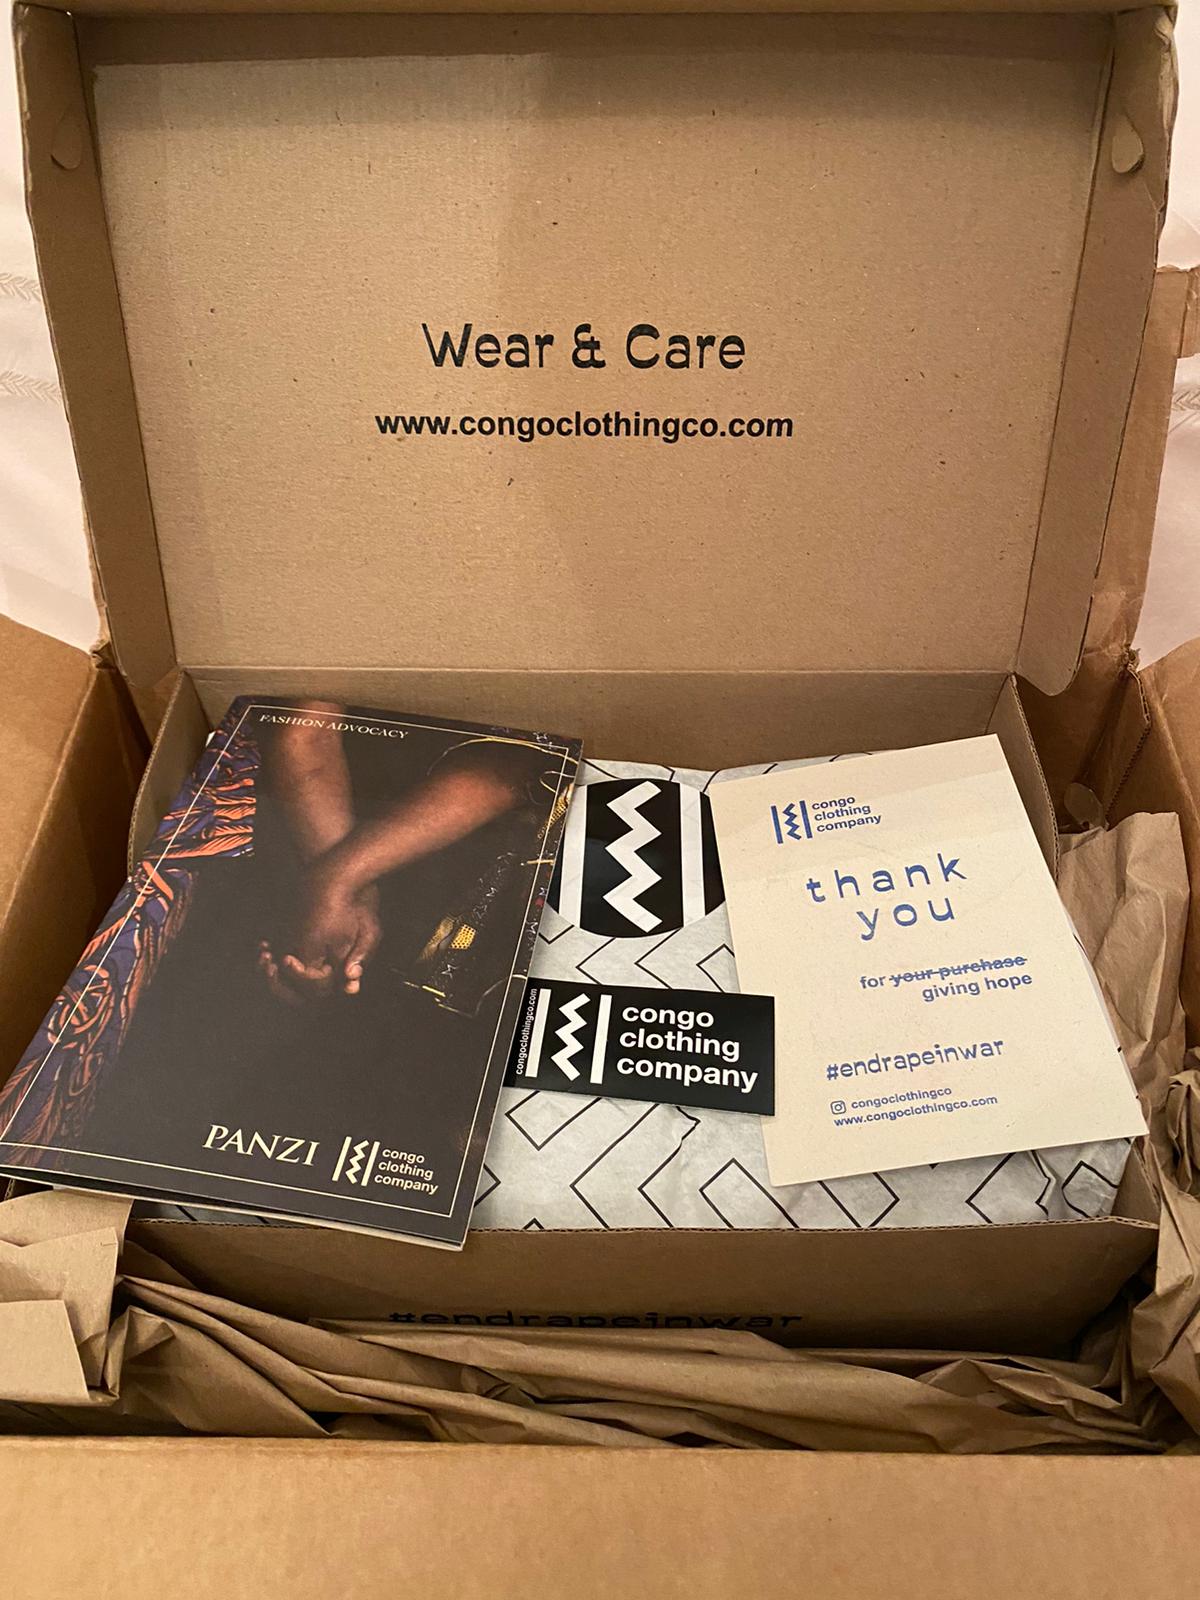 Wear & Care
www.congoclothingco.com
FASHION ADVOCACY
PANZI
congo
clothing
company
congoclothingco.com
congo
clothing
company
congo
clothing
company
thank
you
for your purchase
giving hope
#endrapeinwar
congoclothingco
www.congoclothingco.com
#endrapeinwar